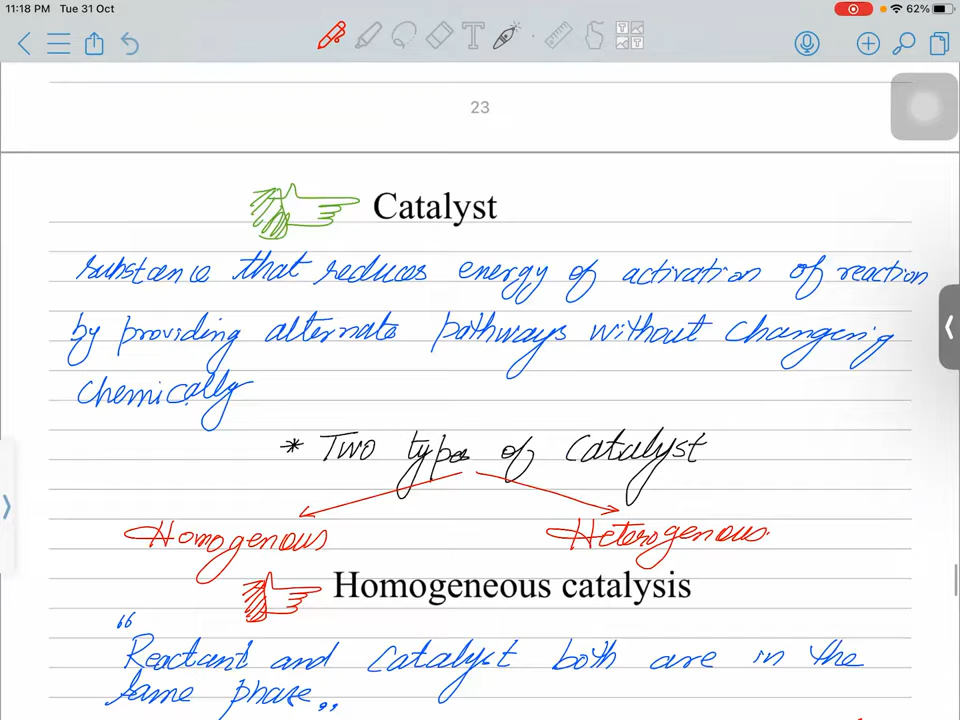 11:18 PM Tue 31 Oct
62%
23
Catalyst
substance that reduces energy of activation of reaction
by providing alternate pathways without changing
chemically
* Two types of catalyst
Homogenous Heterogenous
Homogeneous catalysis
"Reactant and catalyst both are in the
same phase,,